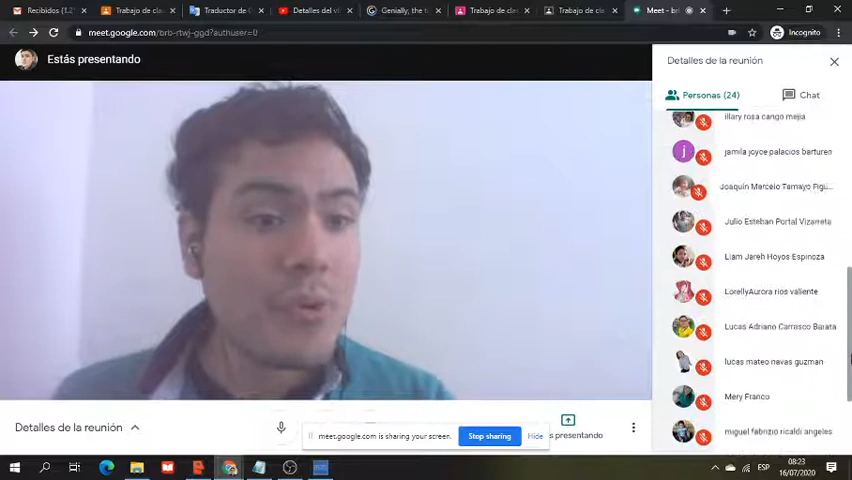 Recibidos (1.2
Trabajo de cla
Traductor de G
Detalles del vi
Genially, the
Trabajo de clas
Trabajo de clas
Meet - br
meet.google.com/brb-rtwj-ggd?authuser=0
Incognito
Estás presentando
Detalles de la reunión
Personas (24)
Chat
illary rosa cango mejia
j
jamila joyce palacios barturen
Joaquín Marcelo Tamayo Figu...
Julio Esteban Portal Vizarreta
Liam Jareh Hoyos Espinoza
LorellyAurora rios valiente
Lucas Adriano Carrasco Barata
lucas mateo navas guzman
Mery Franco
miguel fabrizio ricaldi angeles
Detalles de la reunión
meet.google.com is sharing your screen.
Stop sharing
Hide
s presentando
ESP
08:23
16/07/2020